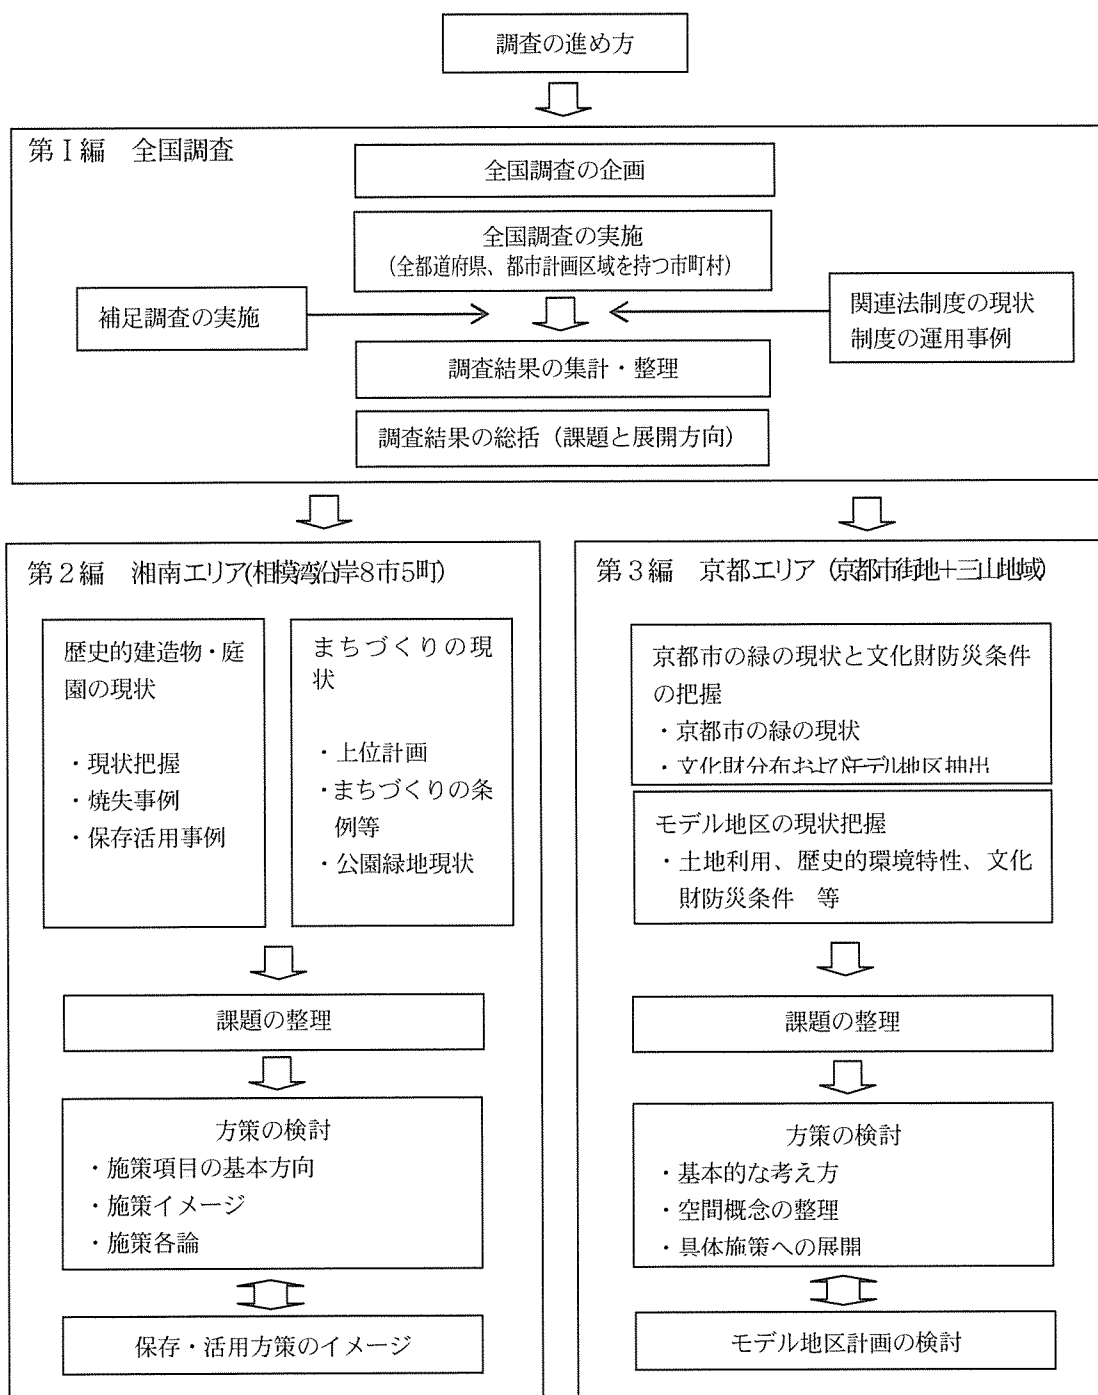 調査の進め方
第Ⅰ編　全国調査
全国調査の企画
全国調査の実施
(全都道府県、都市計画区域を持つ市町村)
補足調査の実施
関連法制度の現状
制度の運用事例
調査結果の集計・整理
調査結果の総括（課題と展開方向）
第２編　湘南エリア(相模湾沿岸８市５町)
歴史的建造物・庭
園の現状
・現状把握
・焼失事例
・保存活用事例
まちづくりの現
状
・上位計画
・まちづくりの条
例等
・公園緑地現状
課題の整理
方策の検討
・施策項目の基本方向
・施策イメージ
・施策各論
保存・活用方策のイメージ
第３編　京都エリア（京都市街地＋三山地域）
京都市の緑の現状と文化財防災条件
の把握
・京都市の緑の現状
・文化財分布およびモデル地区抽出
モデル地区の現状把握
・土地利用、歴史的環境特性、文化
財防災条件　等
課題の整理
方策の検討
・基本的な考え方
・空間概念の整理
・具体施策への展開
モデル地区計画の検討